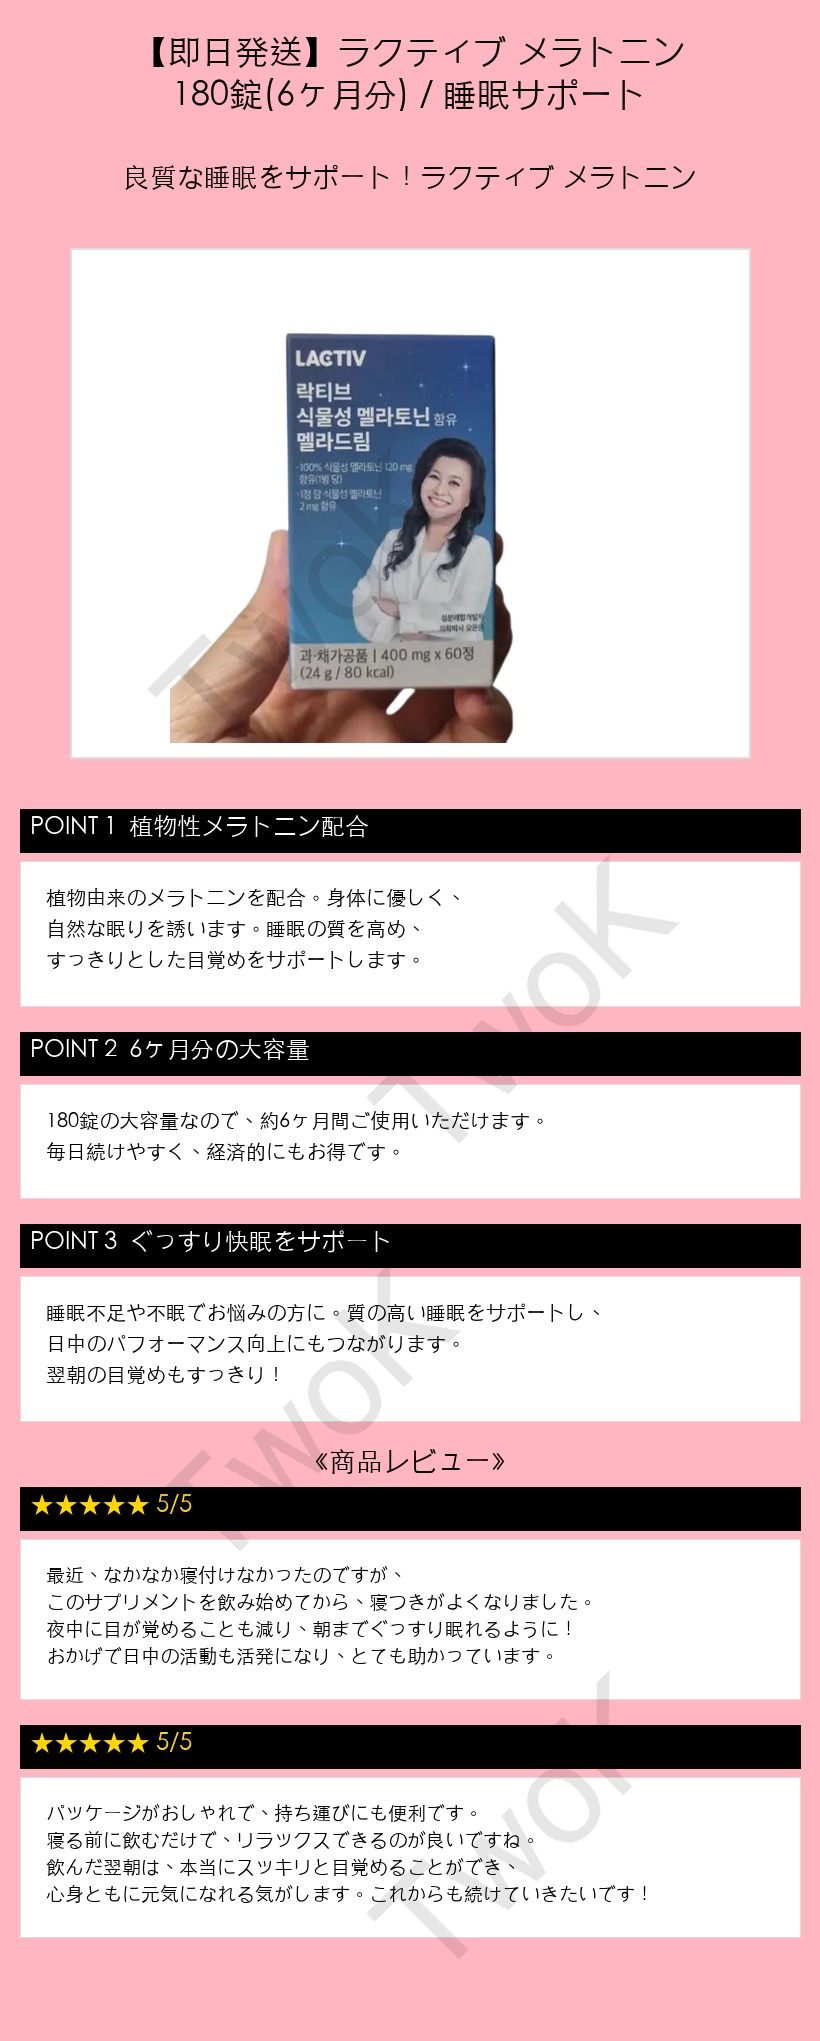 【即日発送】ラクティブ メラトニン
180錠(6ケ月分) / 睡眠サポート
良質な睡眠をサポート！ラクティブ メラトニン
LACTIV
락티브
식물성 멜라토닌 함유
멜라드림
·100% 식물성 멜라토닌 120 mg
함유(1병 당)
·1정 당 식물성 멜라토닌
2 mg 함유
과·채가공품 | 400 mg x 60정
(24 g / 80 kcal)
POINT 1 植物性メラトニン配合
植物由来のメラトニンを配合。身体に優しく、
自然な眠りを誘います。睡眠の質を高め、
すっきりとした目覚めをサポートします。
POINT 2 6ケ月分の大容量
180錠の大容量なので、約6ケ月間ご使用いただけます。
毎日続けやすく、経済的にもお得です。
POINT 3 ぐっすり快眠をサポート
睡眠不足や不眠でお悩みの方に。質の高い睡眠をサポートし、
日中のパフォーマンス向上にもつながります。
翌朝の目覚めもすっきり！
《商品レビュー》
★★★★★ 5/5
最近、なかなか寝付けなかったのですが、
このサプリメントを飲み始めてから、寝つきがよくなりました。
夜中に目が覚めることも減り、朝までぐっすり眠れるように！
おかげで日中の活動も活発になり、とても助かっています。
★★★★★ 5/5
パッケージがおしゃれで、持ち運びにも便利です。
寝る前に飲むだけで、リラックスできるのが良いですね。
飲んだ翌朝は、本当にスッキリと目覚めることができ、
心身ともに元気になれる気がします。これからも続けていきたいです！
TwoK
TwoK
TwoK
TwoK